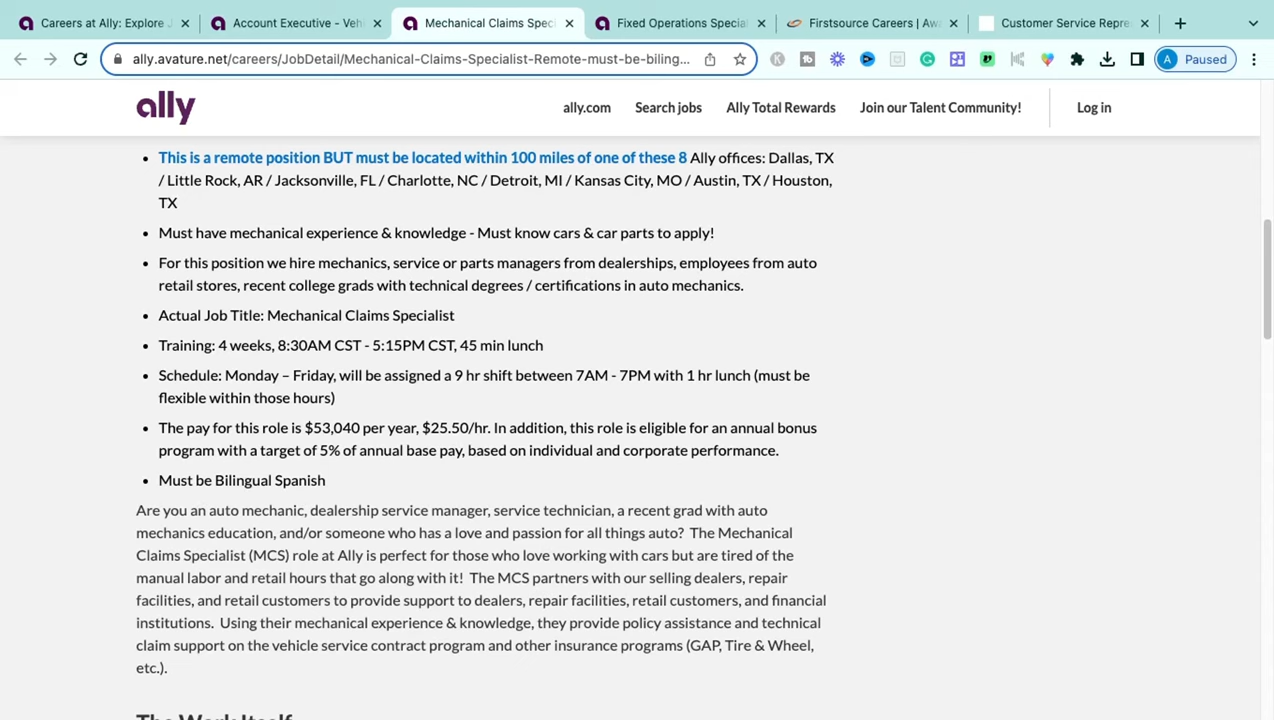 Careers at Ally: Explore J
Account Executive - Vehi
Mechanical Claims Speci
Fixed Operations Special
Firstsource Careers | Awa
Customer Service Repre
ally.avature.net/careers/JobDetail/Mechanical-Claims-Specialist-Remote-must-be-biling...
A Paused
ally
ally.com
Search jobs
Ally Total Rewards
Join our Talent Community!
Log in
• This is a remote position BUT must be located within 100 miles of one of these 8 Ally offices: Dallas, TX
/ Little Rock, AR / Jacksonville, FL / Charlotte, NC / Detroit, MI / Kansas City, MO / Austin, TX / Houston,
TX
• Must have mechanical experience & knowledge - Must know cars & car parts to apply!
• For this position we hire mechanics, service or parts managers from dealerships, employees from auto
retail stores, recent college grads with technical degrees / certifications in auto mechanics.
• Actual Job Title: Mechanical Claims Specialist
• Training: 4 weeks, 8:30AM CST - 5:15PM CST, 45 min lunch
• Schedule: Monday – Friday, will be assigned a 9 hr shift between 7AM - 7PM with 1 hr lunch (must be
flexible within those hours)
• The pay for this role is $53,040 per year, $25.50/hr. In addition, this role is eligible for an annual bonus
program with a target of 5% of annual base pay, based on individual and corporate performance.
• Must be Bilingual Spanish
Are you an auto mechanic, dealership service manager, service technician, a recent grad with auto
mechanics education, and/or someone who has a love and passion for all things auto? The Mechanical
Claims Specialist (MCS) role at Ally is perfect for those who love working with cars but are tired of the
manual labor and retail hours that go along with it! The MCS partners with our selling dealers, repair
facilities, and retail customers to provide support to dealers, repair facilities, retail customers, and financial
institutions. Using their mechanical experience & knowledge, they provide policy assistance and technical
claim support on the vehicle service contract program and other insurance programs (GAP, Tire & Wheel,
etc.).
The Work Itself